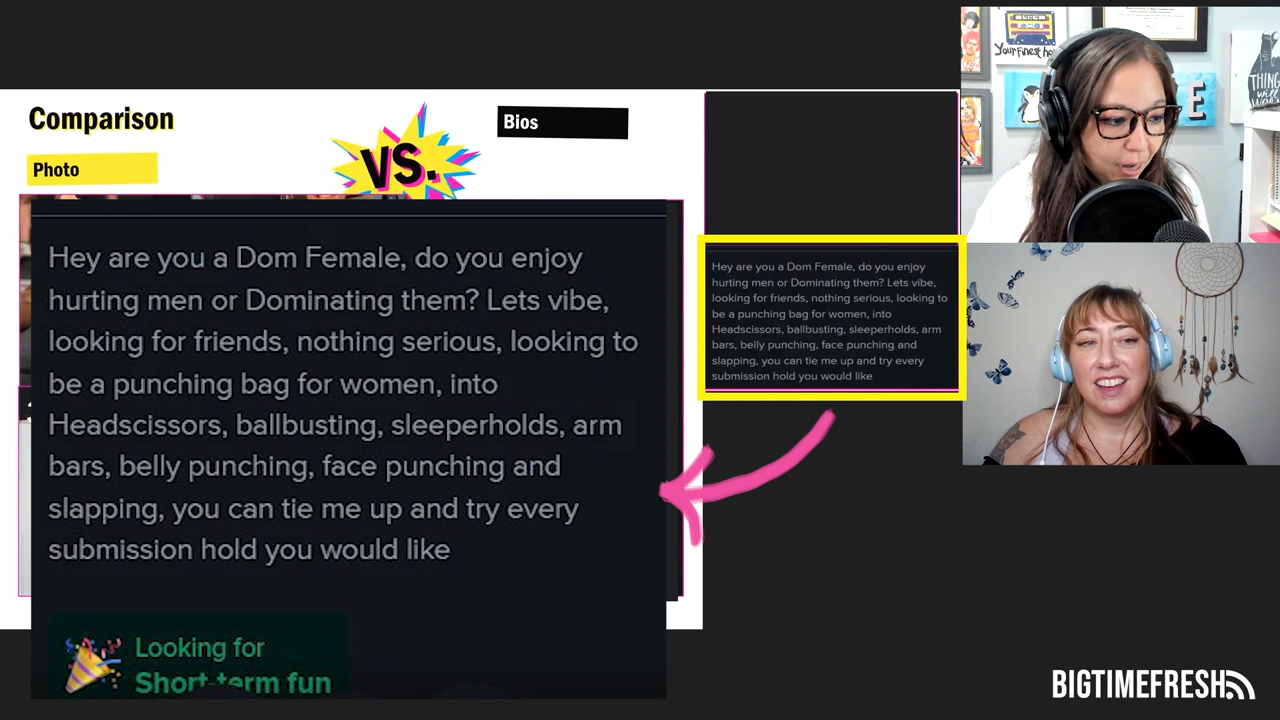 Comparison
Photo
VS.
Bios
Hey are you a Dom Female, do you enjoy
hurting men or Dominating them? Lets vibe,
looking for friends, nothing serious, looking to
be a punching bag for women, into
Headscissors, ballbusting, sleeperholds, arm
bars, belly punching, face punching and
slapping, you can tie me up and try every
submission hold you would like
Looking for
Short-term fun
Hey are you a Dom Female, do you enjoy
hurting men or Dominating them? Lets vibe,
looking for friends, nothing serious, looking to
be a punching bag for women, into
Headscissors, ballbusting, sleeperholds, arm
bars, belly punching, face punching and
slapping, you can tie me up and try every
submission hold you would like
1984
Your Finest
THING
will
E
BIGTIMEFRESH